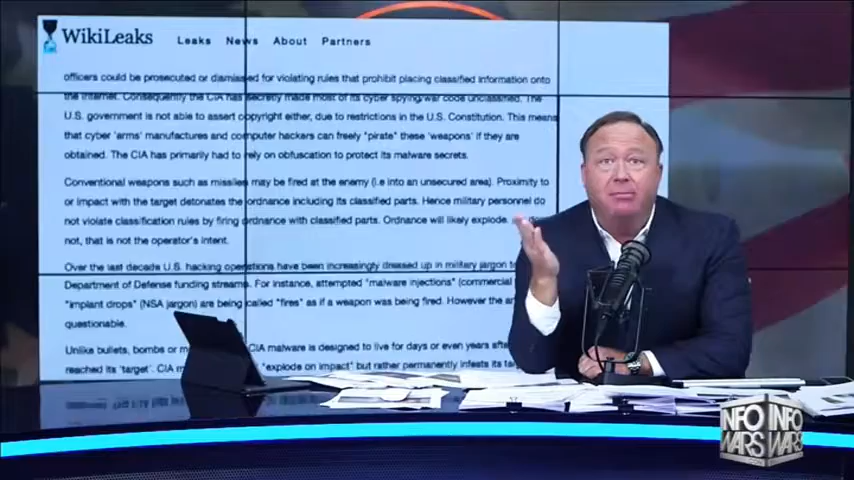 WikiLeaks
Leaks News About Partners
officers could be prosecuted or dismissed for violating rules that prohibit placing classified information onto
the Internet. Consequently the CIA has secretly made most of its cyber spying/war code unclassified. The
U.S. government is not able to assert copyright either, due to restrictions in the U.S. Constitution. This means
that cyber 'arms' manufactures and computer hackers can freely "pirate" these 'weapons' if they are
obtained. The CIA has primarily had to rely on obfuscation to protect its malware secrets.
Conventional weapons such as missiles may be fired at the enemy (i.e into an unsecured area). Proximity to
or impact with the target detonates the ordnance including its classified parts. Hence military personnel do
not violate classification rules by firing ordnance with classified parts. Ordnance will likely explode.
not, that is not the operator's intent.
Over the last decade U.S. hacking operations have been increasingly dressed up in military jargon to
Department of Defense funding streams. For instance, attempted "malware injections" (commercial
"implant drops" (NSA jargon) are being called "fires" as if a weapon was being fired. However the
questionable.
Unlike bullets, bombs or CIA malware is designed to live for days or even years after
reached its 'target'. CIA "explode on impact" but rather permanently infests its
INFO INFO
WARS WARS